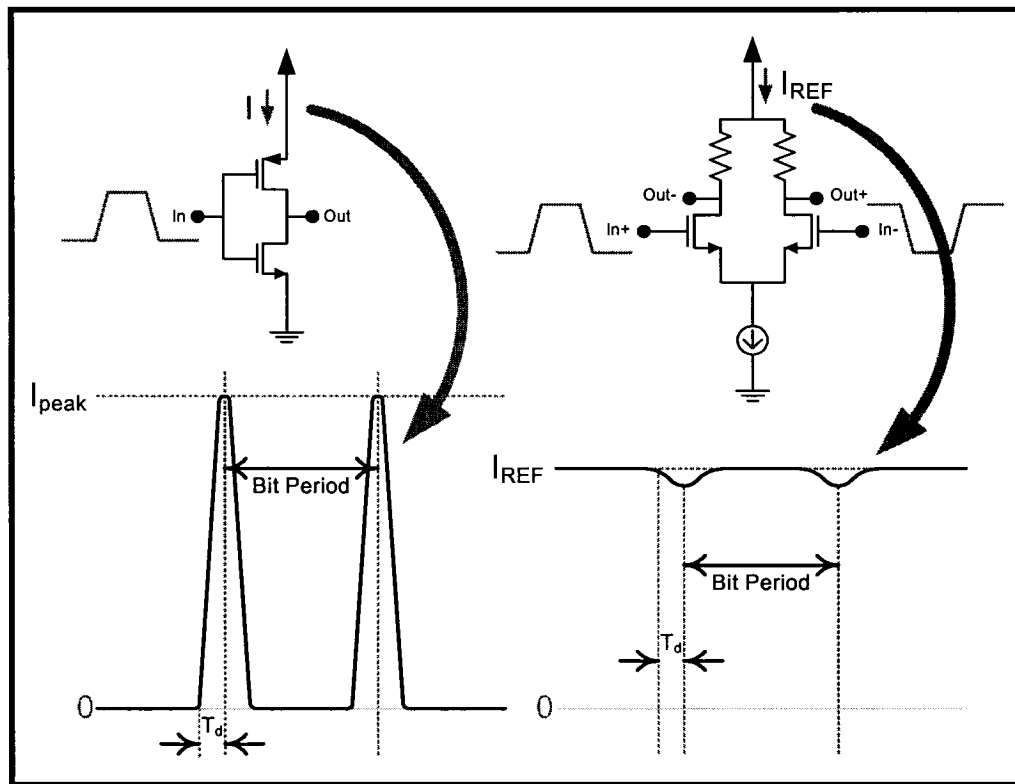 I
In
Out
I_REF
Out-
Out+
In+
In-
I_peak
Bit Period
0
T_d
I_REF
Bit Period
T_d
0